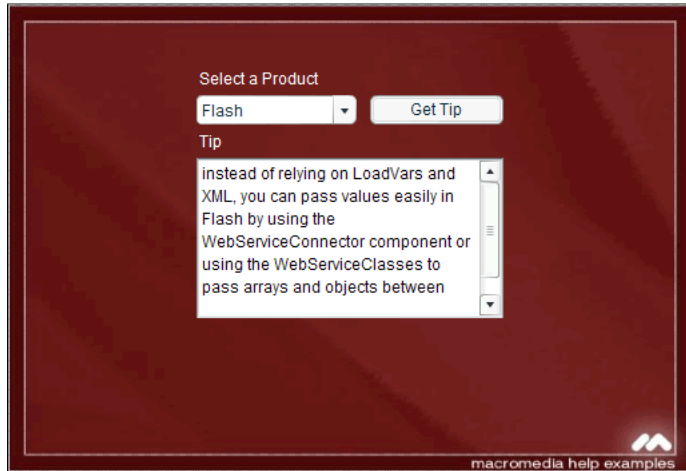 Select a Product
Flash
Get Tip
Tip
instead of relying on LoadVars and
XML, you can pass values easily in
Flash by using the
WebServiceConnector component or
using the WebServiceClasses to
pass arrays and objects between
macromedia help examples